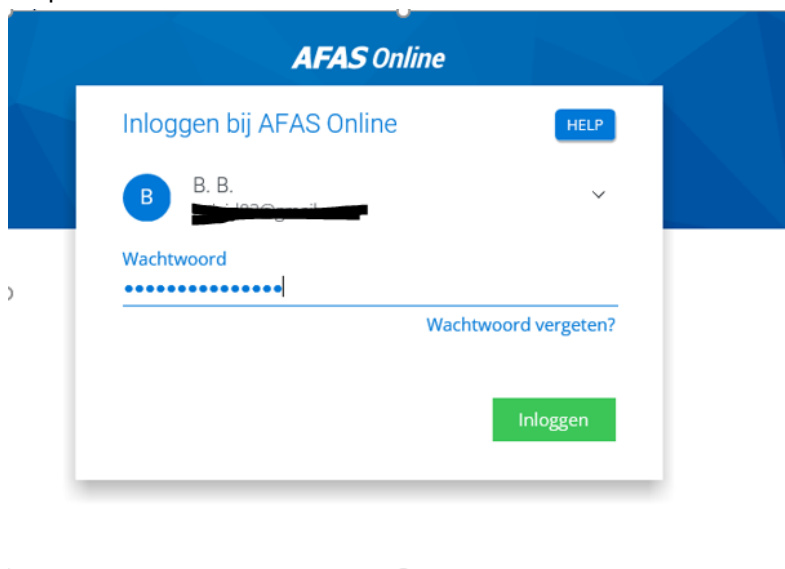 AFAS Online
Inloggen bij AFAS Online
HELP
B
B. B.
Wachtwoord
Wachtwoord vergeten?
Inloggen